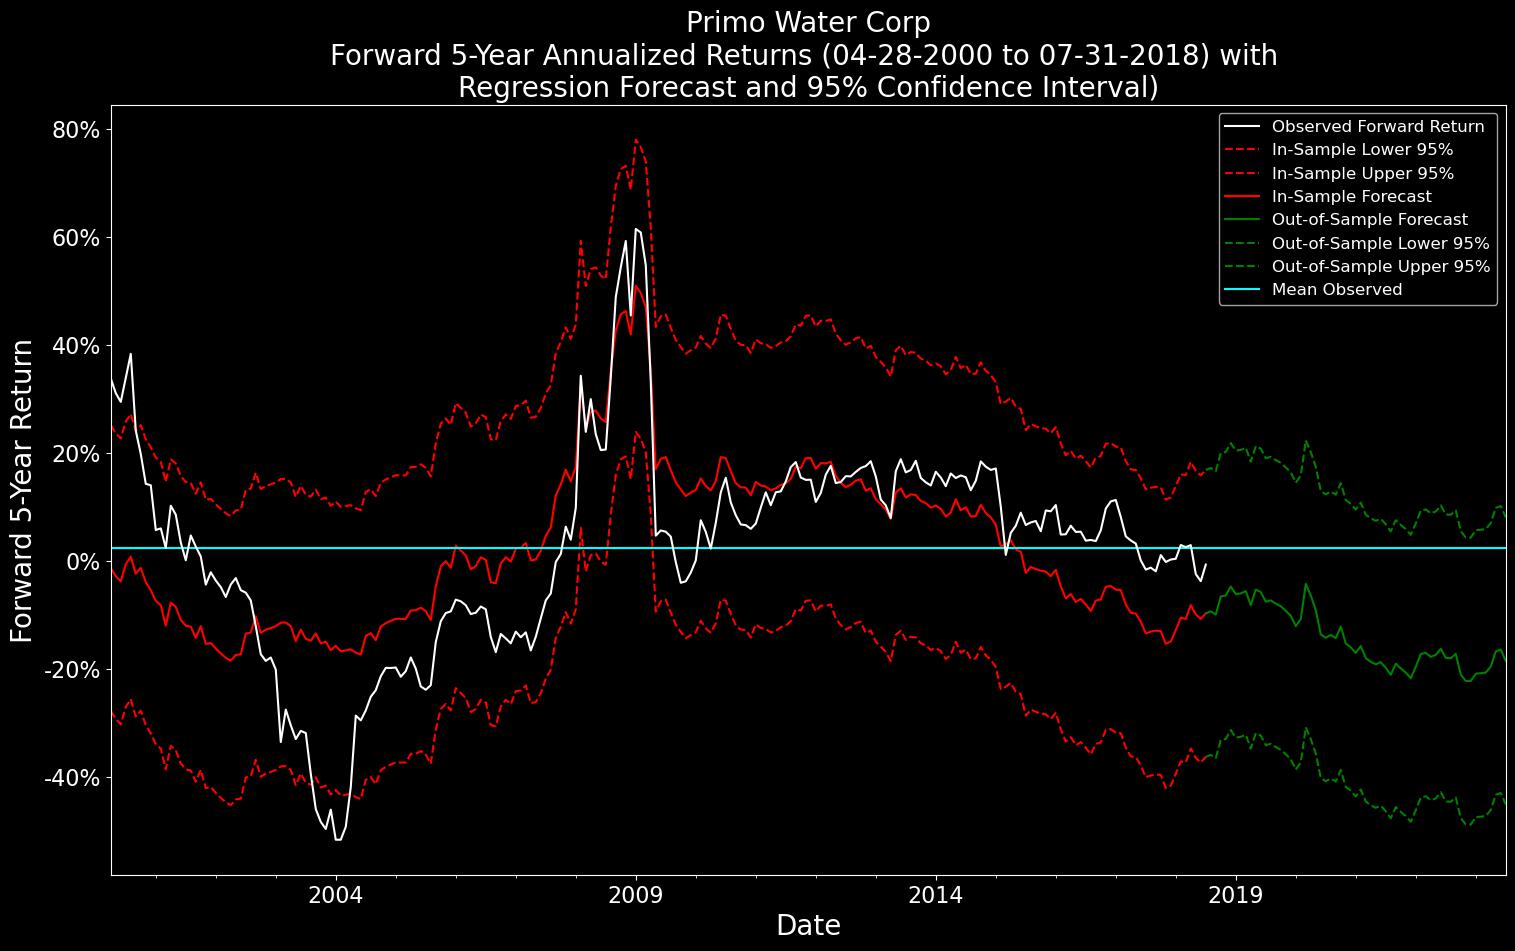 Primo Water Corp
Forward 5-Year Annualized Returns (04-28-2000 to 07-31-2018) with
Regression Forecast and 95% Confidence Interval)
80%
60%
40%
20%
0%
-20%
-40%
Forward 5-Year Return
Observed Forward Return
In-Sample Lower 95%
In-Sample Upper 95%
In-Sample Forecast
Out-of-Sample Forecast
Out-of-Sample Lower 95%
Out-of-Sample Upper 95%
Mean Observed
2004
2009
2014
2019
Date